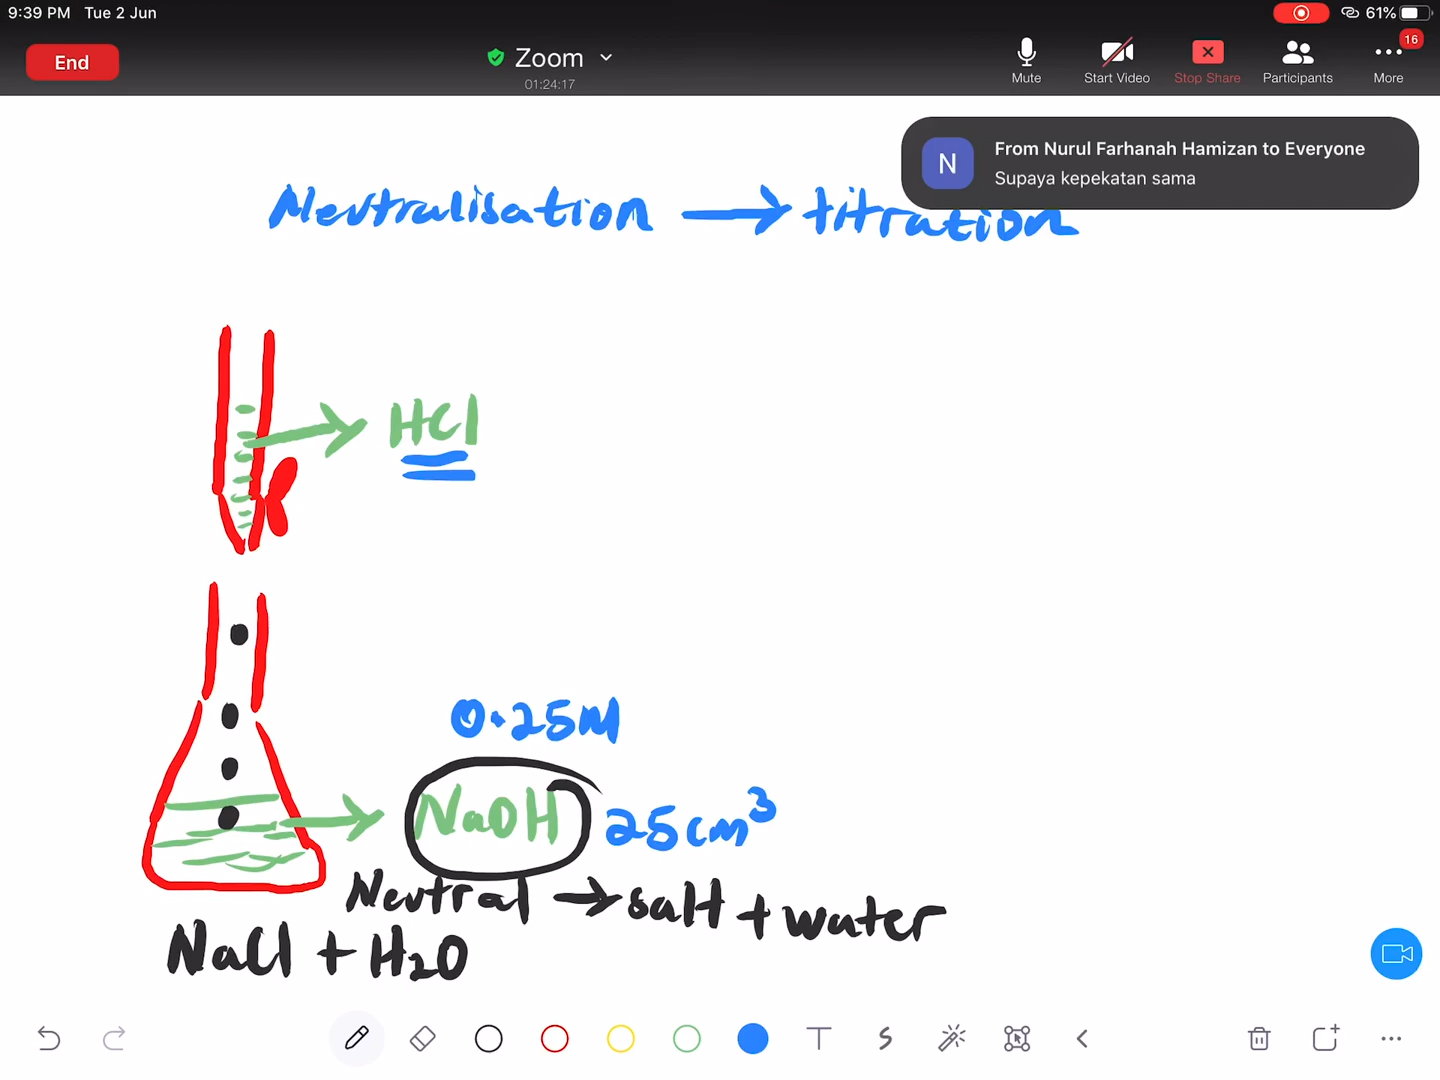 9:39 PM Tue 2 Jun
61%
End
Zoom
01:24:17
Mute
Start Video
Stop Share
Participants
16
More
N
From Nurul Farhanah Hamizan to Everyone
Supaya kepekatan sama
Neutralisation → titration
HCl
0.25M
NaOH 25cm³
Neutral → salt + water
NaCl + H2O
T